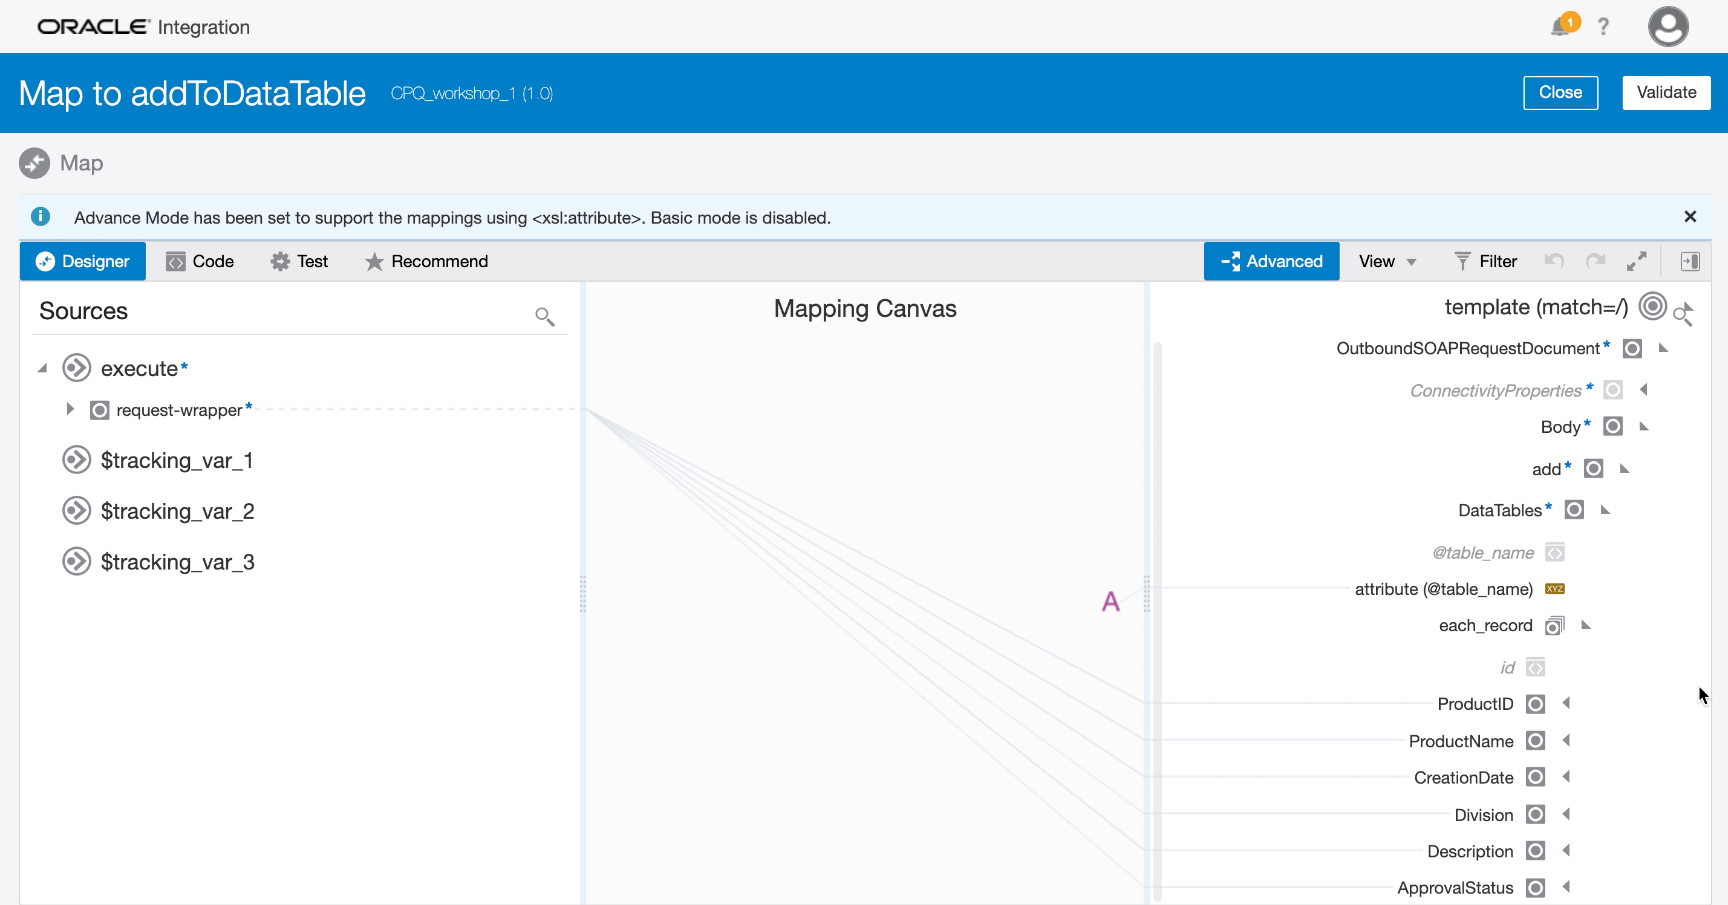 ORACLE Integration
1
?
Map to addToDataTable CPQ_workshop_1 (1.0)
Close
Validate
Map
Advance Mode has been set to support the mappings using <xsl:attribute>. Basic mode is disabled.
Designer Code Test Recommend Advanced View Filter
Sources
Mapping Canvas
template (match=/)
execute*
request-wrapper*
$tracking_var_1
$tracking_var_2
$tracking_var_3
A
OutboundSOAPRequestDocument*
ConnectivityProperties*
Body*
add*
DataTables*
@table_name
attribute (@table_name) XYZ
each_record
id
ProductID
ProductName
CreationDate
Division
Description
ApprovalStatus